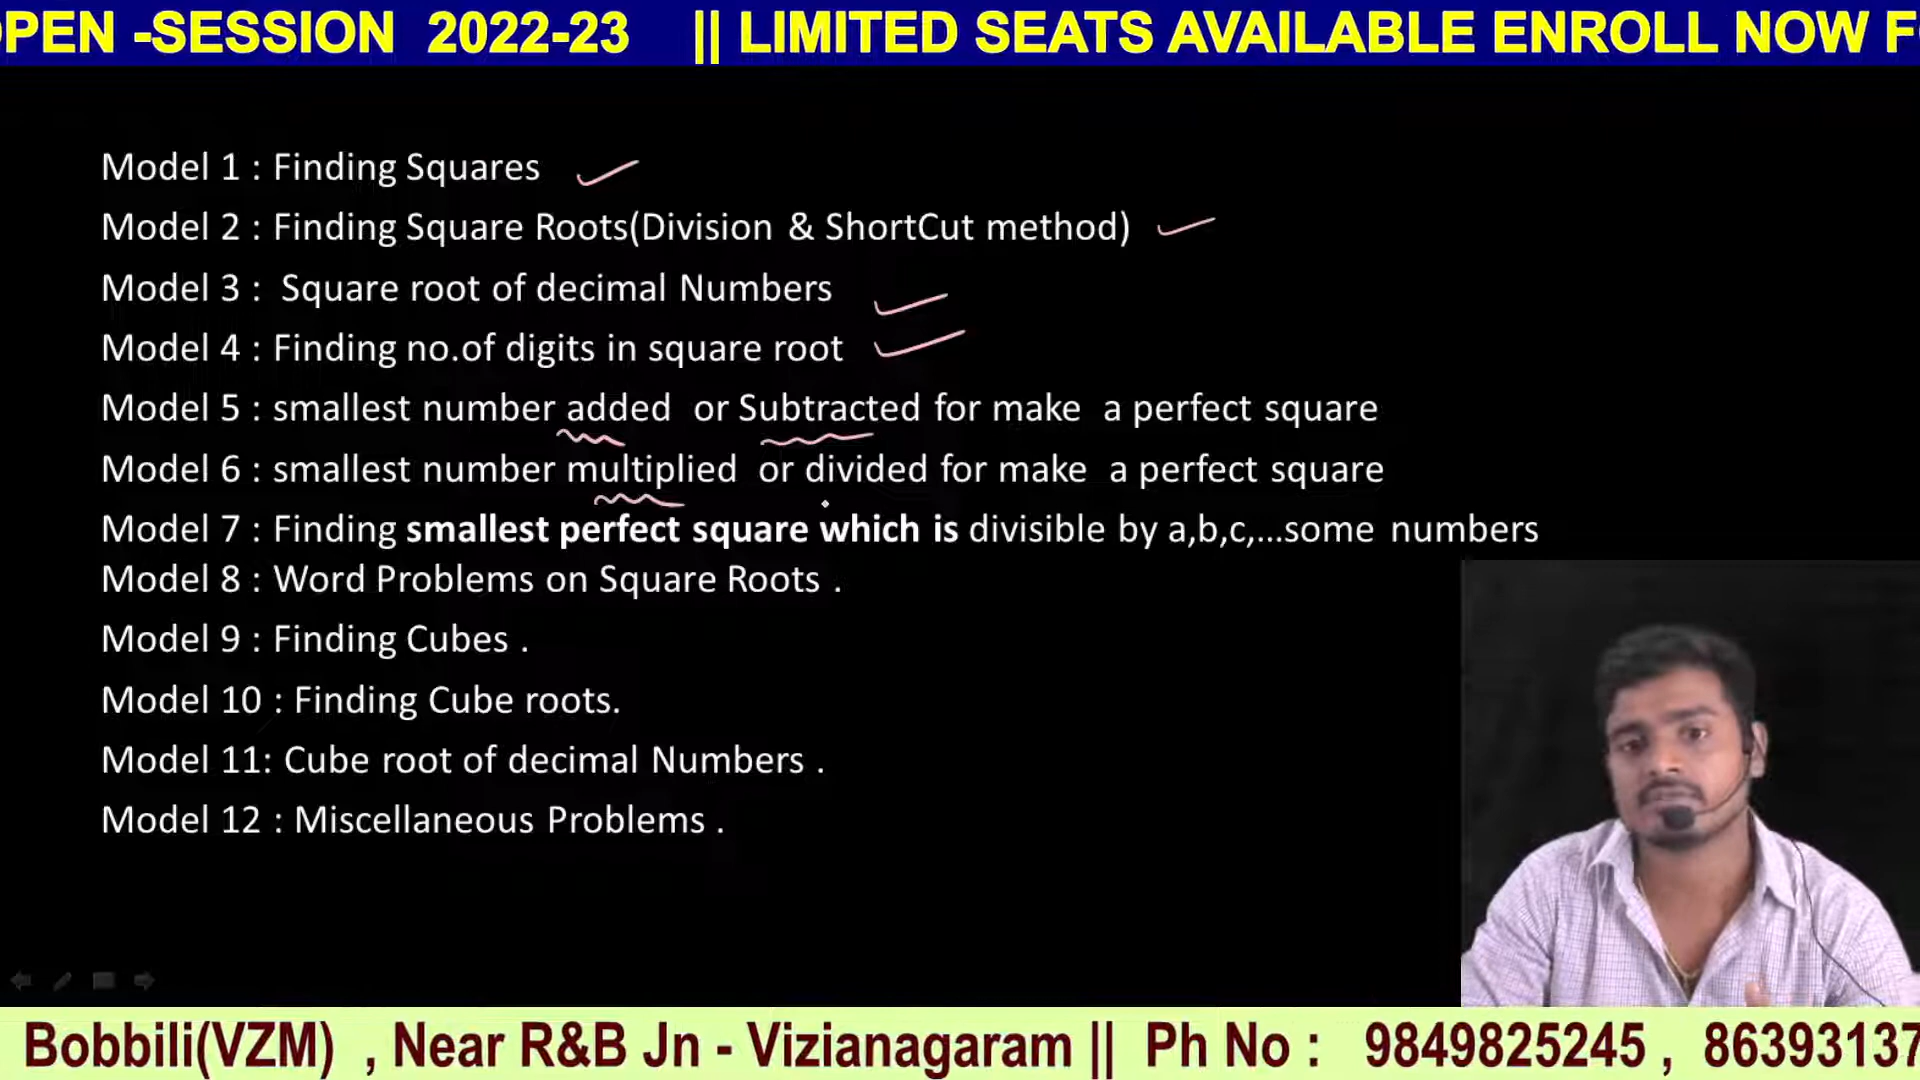 OPEN -SESSION 2022-23 || LIMITED SEATS AVAILABLE ENROLL NOW F
Model 1 : Finding Squares
Model 2 : Finding Square Roots(Division & ShortCut method)
Model 3 : Square root of decimal Numbers
Model 4 : Finding no.of digits in square root
Model 5 : smallest number added or Subtracted for make a perfect square
Model 6 : smallest number multiplied or divided for make a perfect square
Model 7 : Finding smallest perfect square which is divisible by a,b,c,...some numbers
Model 8 : Word Problems on Square Roots .
Model 9 : Finding Cubes .
Model 10 : Finding Cube roots.
Model 11: Cube root of decimal Numbers .
Model 12 : Miscellaneous Problems .
Bobbili(VZM) , Near R&B Jn - Vizianagaram || Ph No : 9849825245 , 86393137